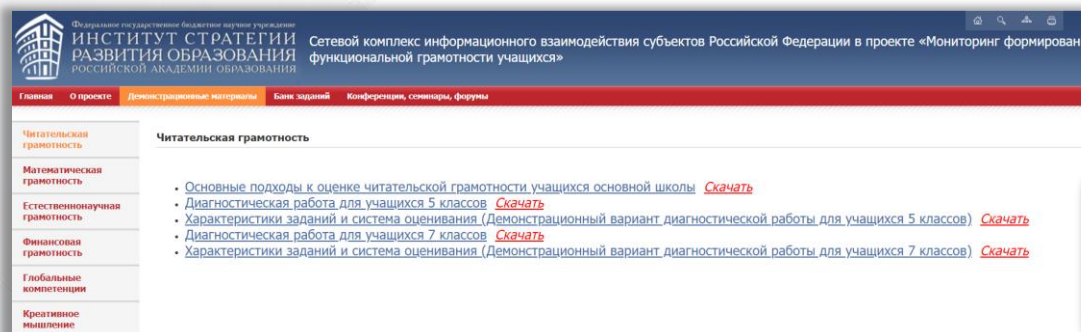 Федеральное государственное бюджетное научное учреждение
ИНСТИТУТ СТРАТЕГИИ
РАЗВИТИЯ ОБРАЗОВАНИЯ
РОССИЙСКОЙ АКАДЕМИИ ОБРАЗОВАНИЯ
Сетевой комплекс информационного взаимодействия субъектов Российской Федерации в проекте «Мониторинг формирован
функциональной грамотности учащихся»
Главная О проекте Демонстрационные материалы Банк заданий Конференции, семинары, форумы
Читательская
грамотность
Математическая
грамотность
Естественнонаучная
грамотность
Финансовая
грамотность
Глобальные
компетенции
Креативное
мышление
Читательская грамотность
• Основные подходы к оценке читательской грамотности учащихся основной школы Скачать
• Диагностическая работа для учащихся 5 классов Скачать
• Характеристики заданий и система оценивания (Демонстрационный вариант диагностической работы для учащихся 5 классов) Скачать
• Диагностическая работа для учащихся 7 классов Скачать
• Характеристики заданий и система оценивания (Демонстрационный вариант диагностической работы для учащихся 7 классов) Скачать